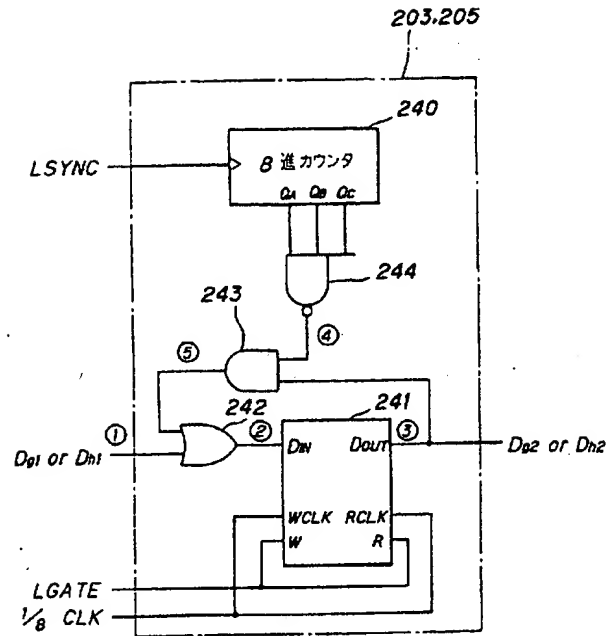 203,205
240
LSYNC
8 進カウンタ
QA QB QC
244
243
④
⑤
242
241
①
②
③
Dg1 or Dh1
DIN
DOUT
Dg2 or Dh2
WCLK
RCLK
W
R
LGATE
1/8 CLK